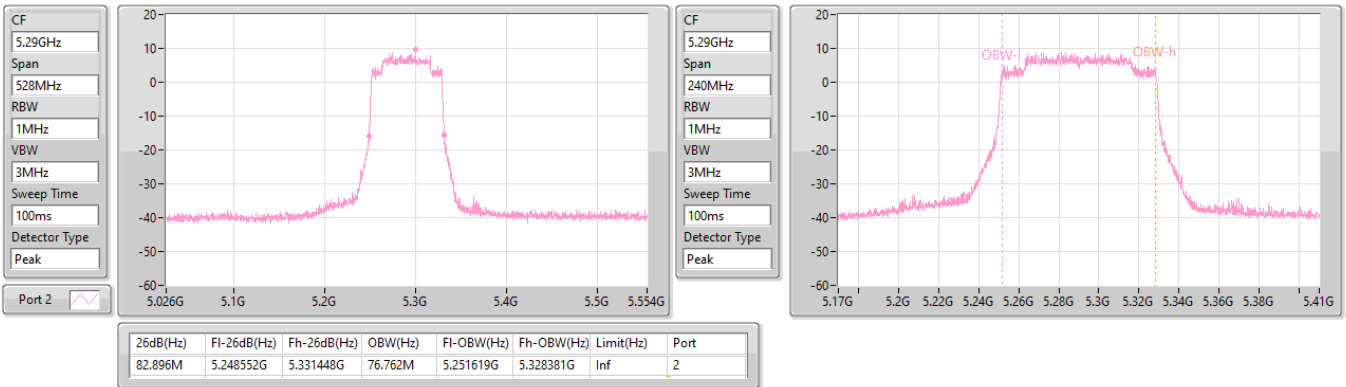 CF
5.29GHz
Span
528MHz
RBW
1MHz
VBW
3MHz
Sweep Time
100ms
Detector Type
Peak
Port 2
20
10
0
-10
-20
-30
-40
-50
-60
5.026G 5.1G 5.2G 5.3G 5.4G 5.5G 5.554G
CF
5.29GHz
Span
240MHz
RBW
1MHz
VBW
3MHz
Sweep Time
100ms
Detector Type
Peak
20
10
0
-10
-20
-30
-40
-50
-60
OBW-l OBW-h
5.17G 5.2G 5.22G 5.24G 5.26G 5.28G 5.3G 5.32G 5.34G 5.36G 5.38G 5.41G
26dB(Hz) Fl-26dB(Hz) Fh-26dB(Hz) OBW(Hz) Fl-OBW(Hz) Fh-OBW(Hz) Limit(Hz) Port
82.896M 5.248552G 5.331448G 76.762M 5.251619G 5.328381G Inf 2